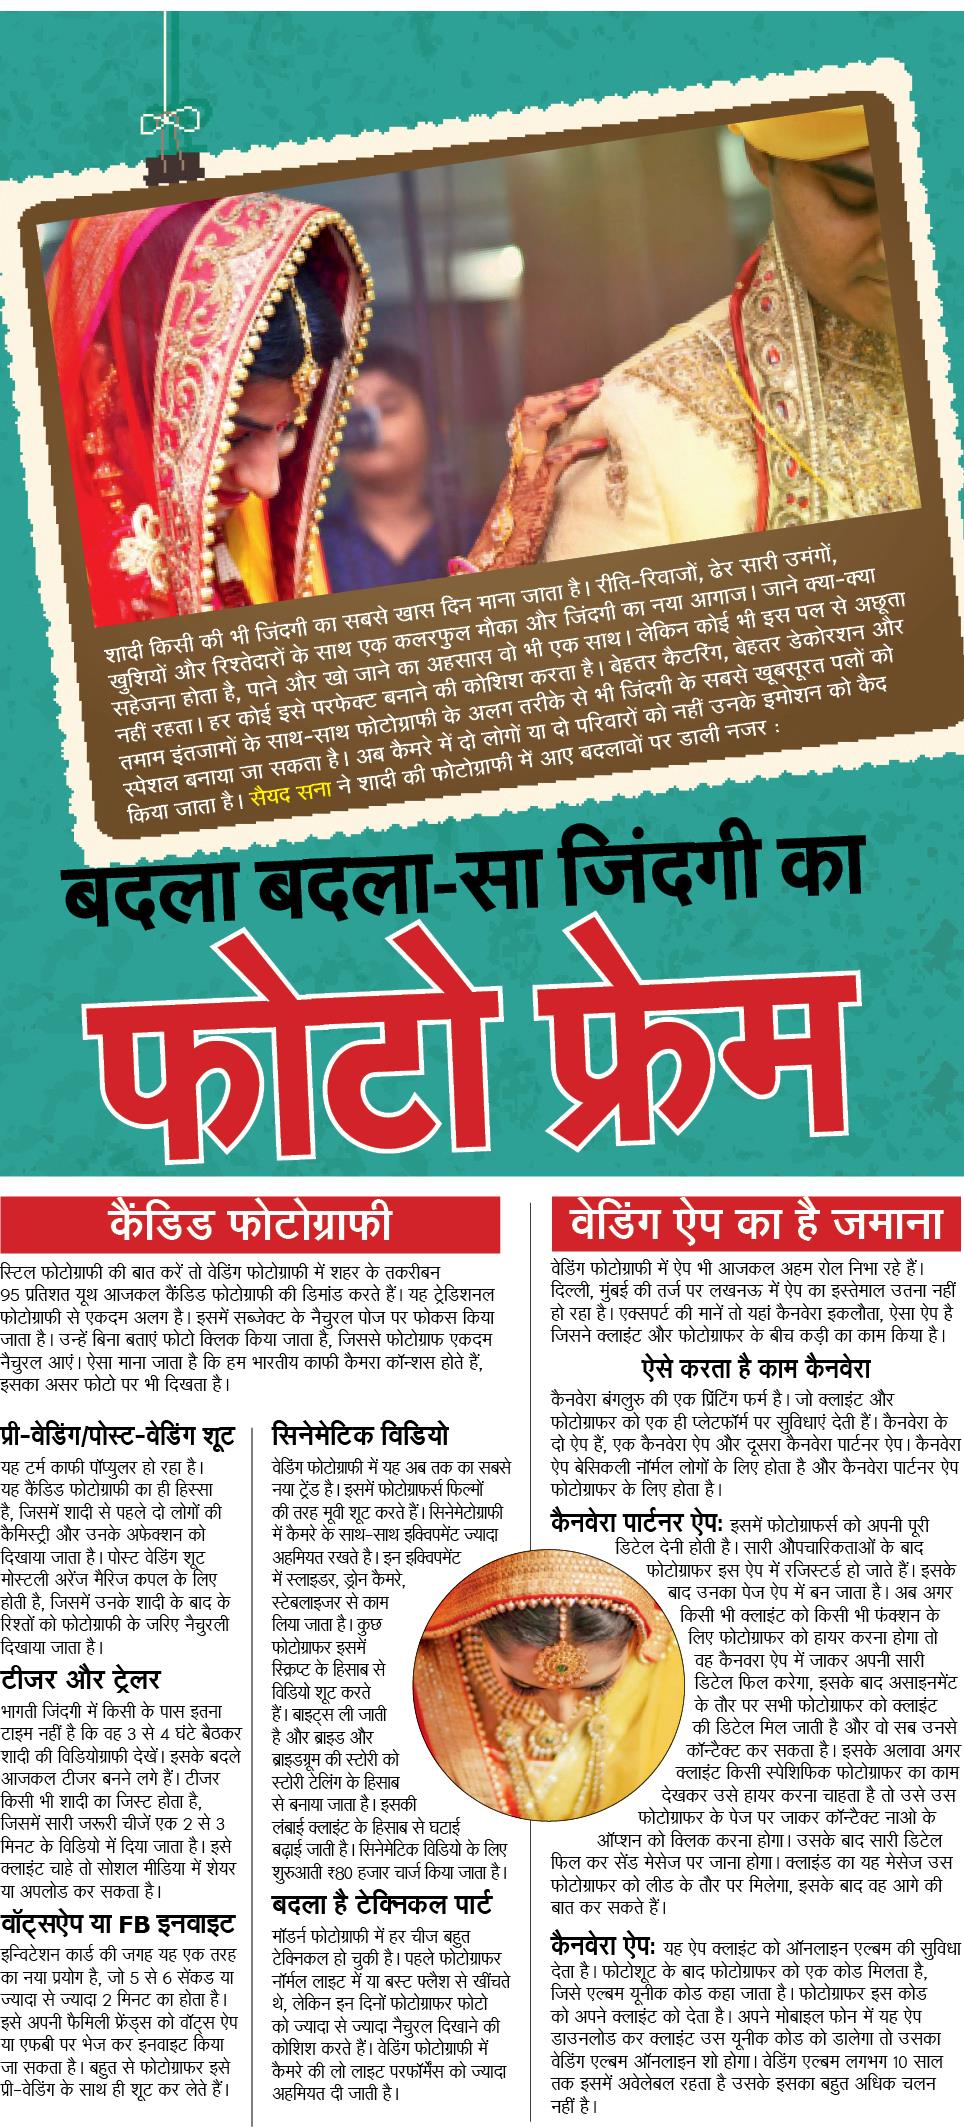 शादी किसी की भी जिंदगी का सबसे खास दिन माना जाता है। रीति-रिवाजों, ढेर सारी उमंगों,
खुशियों और रिश्तेदारों के साथ एक कलरफुल मौका और जिंदगी का नया आगाज। जाने क्या-क्या
सहेजना होता है, पाने और खो जाने का अहसास वो भी एक साथ। लेकिन कोई भी इस पल से अछूता
नहीं रहता। हर कोई इसे परफेक्ट बनाने की कोशिश करता है। बेहतर कैटरिंग, बेहतर डेकोरशन और
तमाम इंतजामों के साथ-साथ फोटोग्राफी के अलग तरीके से भी जिंदगी के सबसे खूबसूरत पलों को
स्पेशल बनाया जा सकता है। अब कैमरे में दो लोगों या दो परिवारों को नहीं उनके इमोशन को कैद
किया जाता है। सैयद सना ने शादी की फोटोग्राफी में आए बदलावों पर डाली नजर :
बदला बदला-सा जिंदगी का
फोटो फ्रेम
कैंडिड फोटोग्राफी
स्टिल फोटोग्राफी की बात करें तो वेडिंग फोटोग्राफी में शहर के तकरीबन
95 प्रतिशत यूथ आजकल कैंडिड फोटोग्राफी की डिमांड करते हैं। यह ट्रेडिशनल
फोटोग्राफी से एकदम अलग है। इसमें सब्जेक्ट के नैचुरल पोज पर फोकस किया
जाता है। उन्हें बिना बताएं फोटो क्लिक किया जाता है, जिससे फोटोग्राफ एकदम
नैचुरल आएं। ऐसा माना जाता है कि हम भारतीय काफी कैमरा कॉन्शस होते हैं,
इसका असर फोटो पर भी दिखता है।
प्री-वेडिंग/पोस्ट-वेडिंग शूट
यह टर्म काफी पॉप्युलर हो रहा है।
यह कैंडिड फोटोग्राफी का ही हिस्सा
है, जिसमें शादी से पहले दो लोगों की
कैमिस्ट्री और उनके अफेक्शन को
दिखाया जाता है। पोस्ट वेडिंग शूट
मोस्टली अरेंज मैरिज कपल के लिए
होती है, जिसमें उनके शादी के बाद के
रिश्तों को फोटोग्राफी के जरिए नैचुरली
दिखाया जाता है।
टीजर और ट्रेलर
भागती जिंदगी में किसी के पास इतना
टाइम नहीं है कि वह 3 से 4 घंटे बैठकर
शादी की विडियोग्राफी देखें। इसके बदले
आजकल टीजर बनने लगे हैं। टीजर
किसी भी शादी का जिस्ट होता है,
जिसमें सारी जरूरी चीजें एक 2 से 3
मिनट के विडियो में दिया जाता है। इसे
क्लाइंट चाहे तो सोशल मीडिया में शेयर
या अपलोड कर सकता है।
वॉट्सऐप या FB इनवाइट
इन्विटेशन कार्ड की जगह यह एक तरह
का नया प्रयोग है, जो 5 से 6 सेंकड या
ज्यादा से ज्यादा 2 मिनट का होता है।
इसे अपनी फैमिली फ्रेंड्स को वॉट्स ऐप
या एफबी पर भेज कर इनवाइट किया
जा सकता है। बहुत से फोटोग्राफर इसे
प्री-वेडिंग के साथ ही शूट कर लेते हैं।
सिनेमेटिक विडियो
वेडिंग फोटोग्राफी में यह अब तक का सबसे
नया ट्रेंड है। इसमें फोटोग्राफर्स फिल्मों
की तरह मूवी शूट करते हैं। सिनेमेटोग्राफी
में कैमरे के साथ-साथ इक्विपमेंट ज्यादा
अहमियत रखते है। इन इक्विपमेंट
में स्लाइडर, ड्रोन कैमरे,
स्टेबलाइजर से काम
लिया जाता है। कुछ
फोटोग्राफर इसमें
स्क्रिप्ट के हिसाब से
विडियो शूट करते
हैं। बाइट्स ली जाती
है और ब्राइड और
ब्राइडग्रूम की स्टोरी को
स्टोरी टेलिंग के हिसाब
से बनाया जाता है। इसकी
लंबाई क्लाइंट के हिसाब से घटाई
बढ़ाई जाती है। सिनेमेटिक विडियो के लिए
शुरुआती ₹80 हजार चार्ज किया जाता है।
बदला है टेक्निकल पार्ट
मॉडर्न फोटोग्राफी में हर चीज बहुत
टेक्निकल हो चुकी है। पहले फोटोग्राफर
नॉर्मल लाइट में या बस्ट फ्लैश से खींचते
थे, लेकिन इन दिनों फोटोग्राफर फोटो
को ज्यादा से ज्यादा नैचुरल दिखाने की
कोशिश करते हैं। वेडिंग फोटोग्राफी में
कैमरे की लो लाइट परफॉर्मेंस को ज्यादा
अहमियत दी जाती है।
वेडिंग ऐप का है जमाना
वेडिंग फोटोग्राफी में ऐप भी आजकल अहम रोल निभा रहे हैं।
दिल्ली, मुंबई की तर्ज पर लखनऊ में ऐप का इस्तेमाल उतना नहीं
हो रहा है। एक्सपर्ट की मानें तो यहां कैनवेरा इकलौता, ऐसा ऐप है
जिसने क्लाइंट और फोटोग्राफर के बीच कड़ी का काम किया है।
ऐसे करता है काम कैनवेरा
कैनवेरा बंगलुरु की एक प्रिंटिंग फर्म है। जो क्लाइंट और
फोटोग्राफर को एक ही प्लेटफॉर्म पर सुविधाएं देती हैं। कैनवेरा के
दो ऐप हैं, एक कैनवेरा ऐप और दूसरा कैनवेरा पार्टनर ऐप। कैनवेरा
ऐप बेसिकली नॉर्मल लोगों के लिए होता है और कैनवेरा पार्टनर ऐप
फोटोग्राफर के लिए होता है।
कैनवेरा पार्टनर ऐप: इसमें फोटोग्राफर्स को अपनी पूरी
डिटेल देनी होती है। सारी औपचारिकताओं के बाद
फोटोग्राफर इस ऐप में रजिस्टर्ड हो जाते हैं। इसके
बाद उनका पेज ऐप में बन जाता है। अब अगर
किसी भी क्लाइंट को किसी भी फंक्शन के
लिए फोटोग्राफर को हायर करना होगा तो
वह कैनवरा ऐप में जाकर अपनी सारी
डिटेल फिल करेगा, इसके बाद असाइनमेंट
के तौर पर सभी फोटोग्राफर को क्लाइंट
की डिटेल मिल जाती है और वो सब उनसे
कॉन्टैक्ट कर सकता है। इसके अलावा अगर
क्लाइंट किसी स्पेशिफिक फोटोग्राफर का काम
देखकर उसे हायर करना चाहता है तो उसे उस
फोटोग्राफर के पेज पर जाकर कॉन्टैक्ट नाओ के
ऑप्शन को क्लिक करना होगा। उसके बाद सारी डिटेल
फिल कर सेंड मेसेज पर जाना होगा। क्लाइंड का यह मेसेज उस
फोटोग्राफर को लीड के तौर पर मिलेगा, इसके बाद वह आगे की
बात कर सकते हैं।
कैनवेरा ऐप: यह ऐप क्लाइंट को ऑनलाइन एल्बम की सुविधा
देता है। फोटोशूट के बाद फोटोग्राफर को एक कोड मिलता है,
जिसे एल्बम यूनीक कोड कहा जाता है। फोटोग्राफर इस कोड
को अपने क्लाइंट को देता है। अपने मोबाइल फोन में यह ऐप
डाउनलोड कर क्लाइंट उस यूनीक कोड को डालेगा तो उसका
वेडिंग एल्बम ऑनलाइन शो होगा। वेडिंग एल्बम लगभग 10 साल
तक इसमें अवेलेबल रहता है उसके इसका बहुत अधिक चलन
नहीं है।